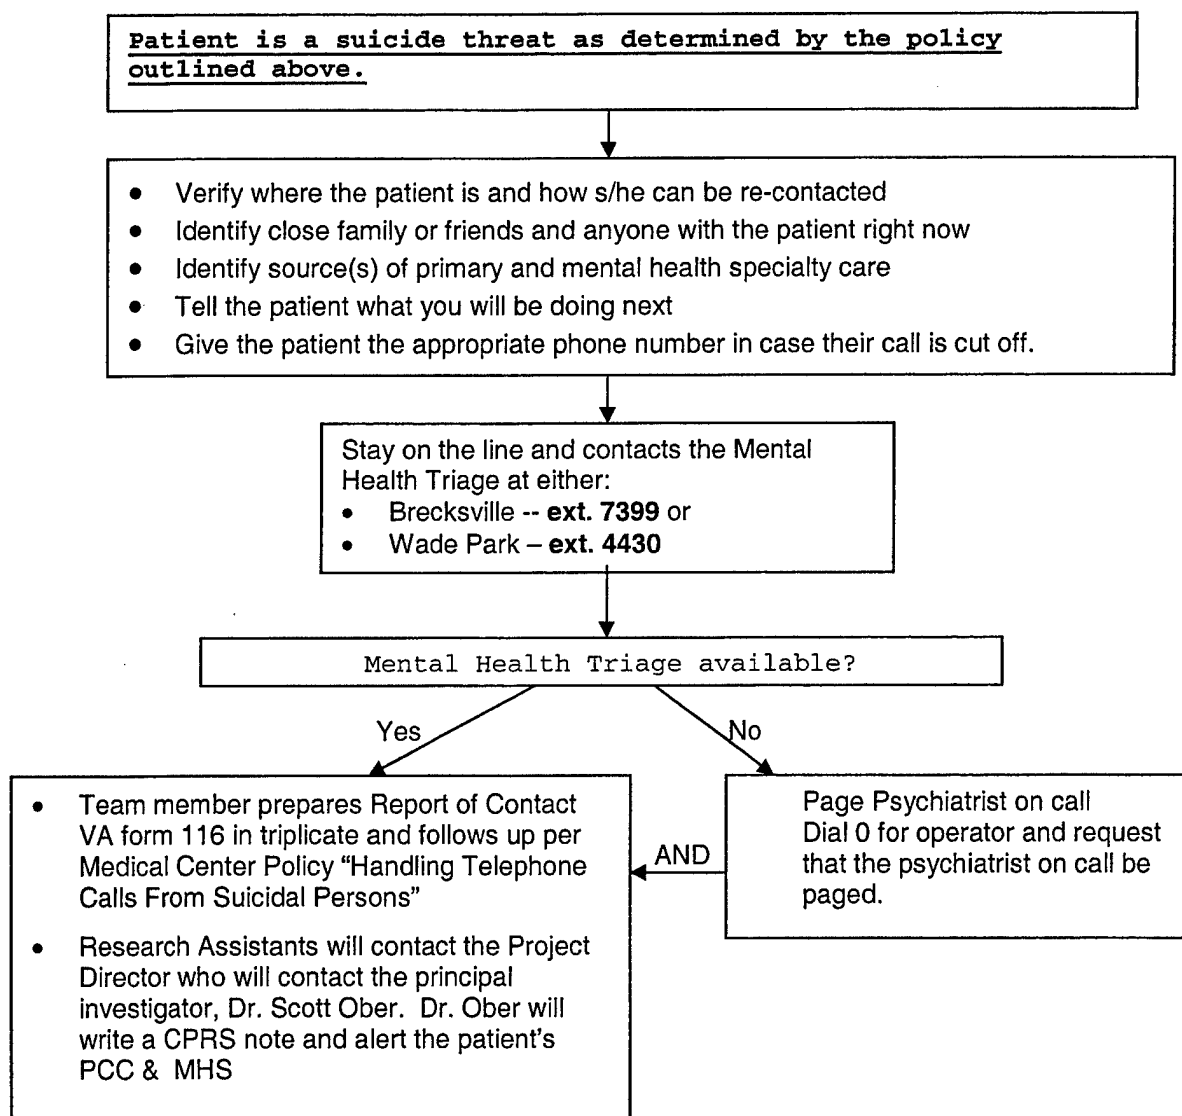 Patient is a suicide threat as determined by the policy
outlined above.
• Verify where the patient is and how s/he can be re-contacted
• Identify close family or friends and anyone with the patient right now
• Identify source(s) of primary and mental health specialty care
• Tell the patient what you will be doing next
• Give the patient the appropriate phone number in case their call is cut off.
Stay on the line and contacts the Mental
Health Triage at either:
• Brecksville -- ext. 7399 or
• Wade Park – ext. 4430
Mental Health Triage available?
Yes
No
• Team member prepares Report of Contact
VA form 116 in triplicate and follows up per
Medical Center Policy “Handling Telephone
Calls From Suicidal Persons”
• Research Assistants will contact the Project
Director who will contact the principal
investigator, Dr. Scott Ober. Dr. Ober will
write a CPRS note and alert the patient’s
PCC & MHS
AND
Page Psychiatrist on call
Dial 0 for operator and request
that the psychiatrist on call be
paged.